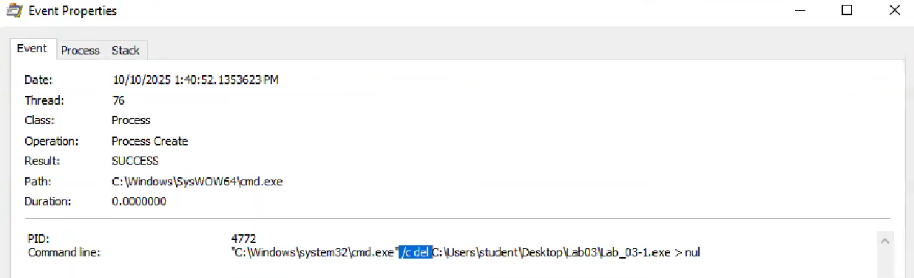 Event Properties
Event Process Stack
Date: 10/10/2025 1:40:52.1353623 PM
Thread: 76
Class: Process
Operation: Process Create
Result: SUCCESS
Path: C:\Windows\SysWOW64\cmd.exe
Duration: 0.0000000
PID: 4772
Command line: "C:\Windows\system32\cmd.exe" /c del C:\Users\student\Desktop\Lab03\Lab_03-1.exe > nul